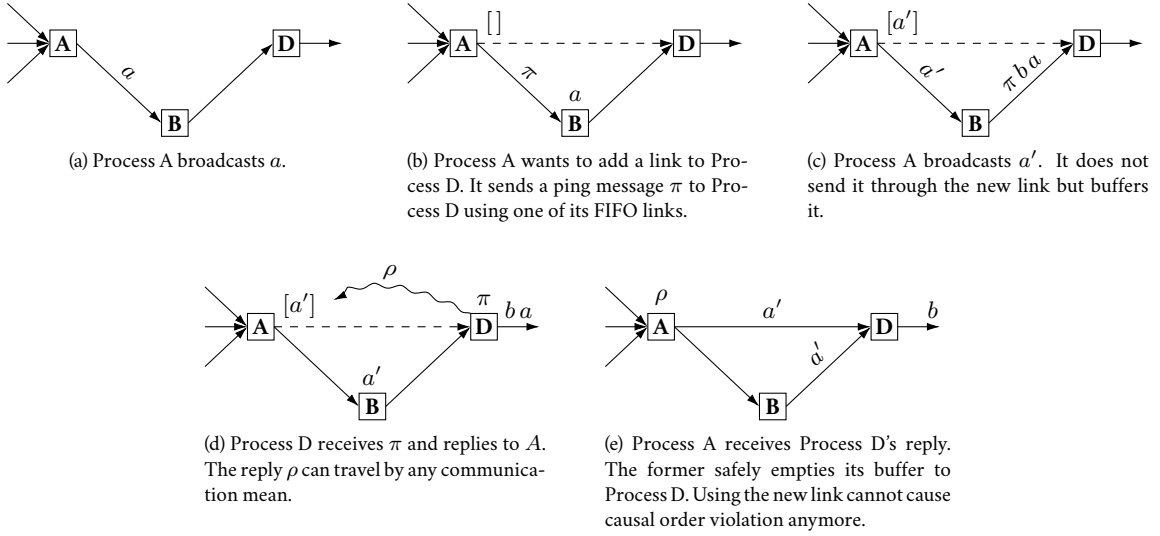 A D
a
B
(a) Process A broadcasts a.
[ ]
A D
π
a
B
(b) Process A wants to add a link to Pro-
cess D. It sends a ping message π to Pro-
cess D using one of its FIFO links.
[a′]
A D
a′ π b a
B
(c) Process A broadcasts a′. It does not
send it through the new link but buffers
it.
ρ
[a′] π b a
A D
a′
B
(d) Process D receives π and replies to A.
The reply ρ can travel by any communica-
tion mean.
ρ a′ b
A D
a′
B
(e) Process A receives Process D’s reply.
The former safely empties its buffer to
Process D. Using the new link cannot cause
causal order violation anymore.